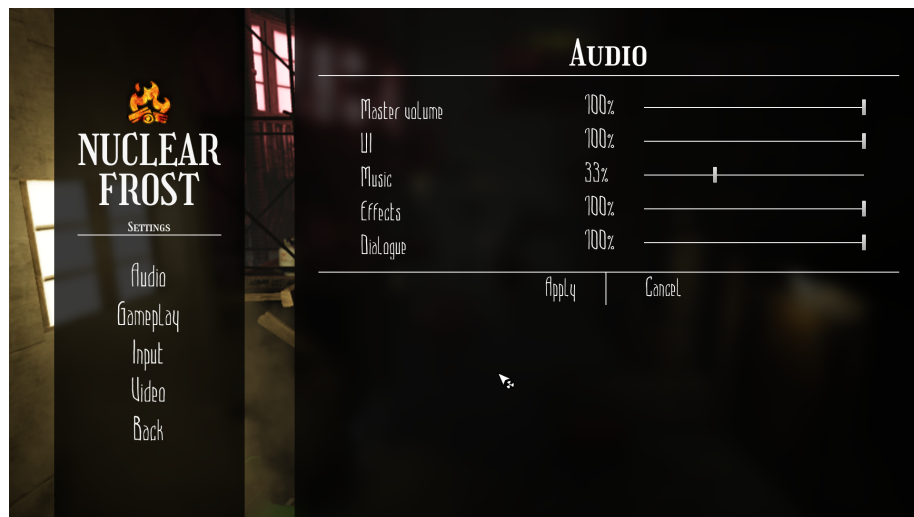 NUCLEAR
FROST
Settings
Audio
Gameplay
Input
Video
Back
Audio
Master volume 100%
UI 100%
Music 33%
Effects 100%
Dialogue 100%
Apply Cancel